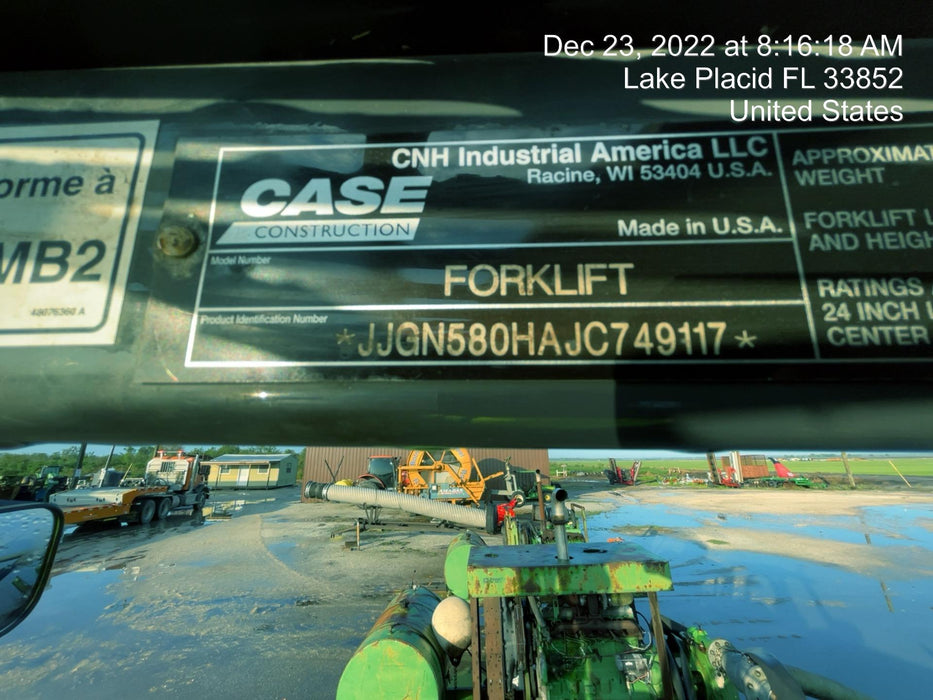 Dec 23, 2022 at 8:16:18 AM
Lake Placid FL 33852
United States
orme à
MB2
48076360 A
CNH Industrial America LLC
Racine, WI 53404 U.S.A.
CASE
CONSTRUCTION
Made in U.S.A.
Model Number
FORKLIFT
Product Identification Number
*JJGN580HAJC749117*
APPROXIMAT
WEIGHT
FORKLIFT L
AND HEIGH
RATINGS
24 INCH L
CENTER